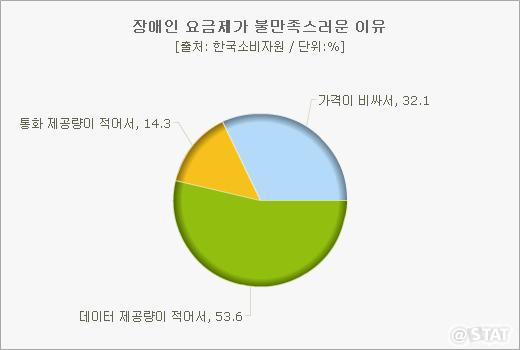 장애인 요금제가 불만족스러운 이유
[출처: 한국소비자원 / 단위:%]
가격이 비싸서, 32.1
통화 제공량이 적어서, 14.3
데이터 제공량이 적어서, 53.6
@STAT